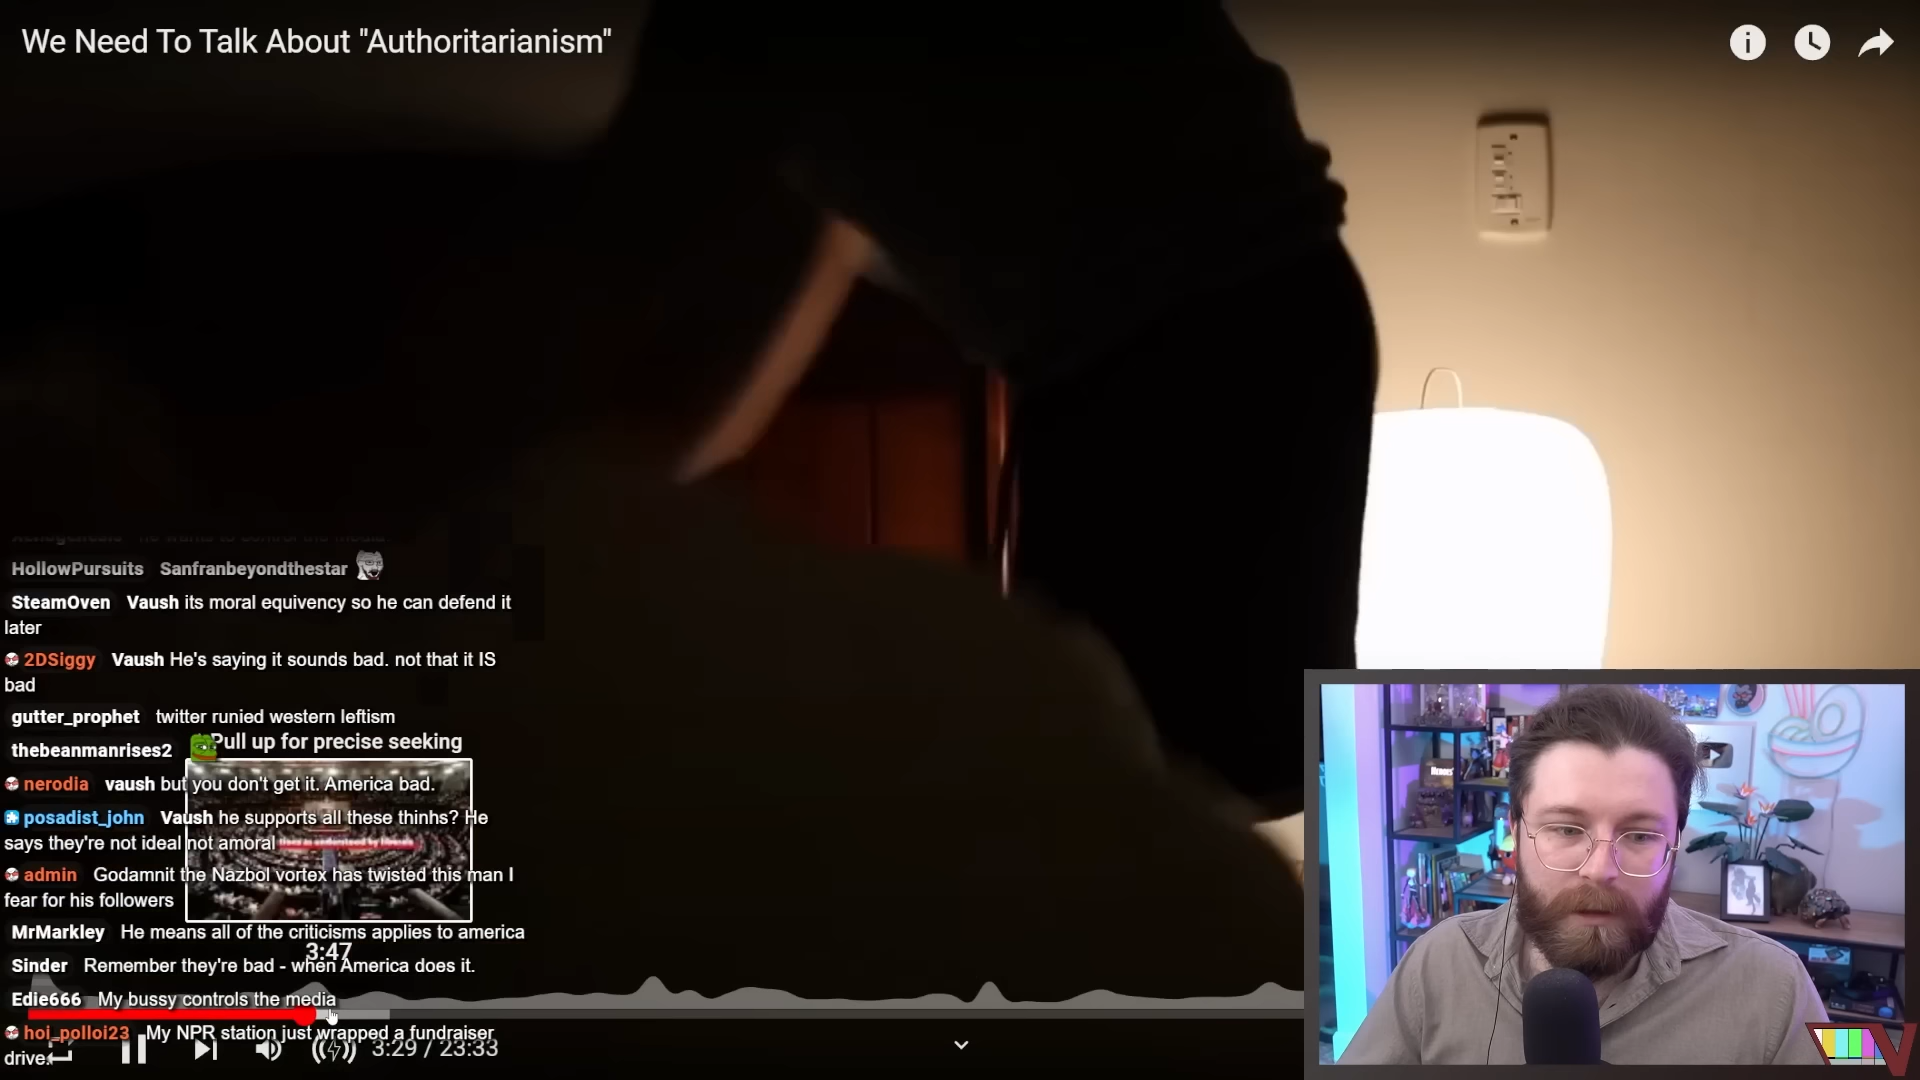 We Need To Talk About "Authoritarianism"
HollowPursuits Sanfranbeyondthestar
SteamOven Vaush its moral equivency so he can defend it
later
2DSiggy Vaush He's saying it sounds bad. not that it IS
bad
gutter_prophet twitter runied western leftism
thebeanmanrises2
Pull up for precise seeking
nerodia vaush but you don't get it. America bad.
posadist_john Vaush he supports all these thinhs? He
says they're not ideal not amoral
admin Godamnit the Nazbol vortex has twisted this man I
fear for his followers
MrMarkley He means all of the criticisms applies to america
3:47
Sinder Remember they're bad - when America does it.
Edie666 My bussy controls the media
hoi_polloi23 My NPR station just wrapped a fundraiser
drive.
3:29 / 23:33